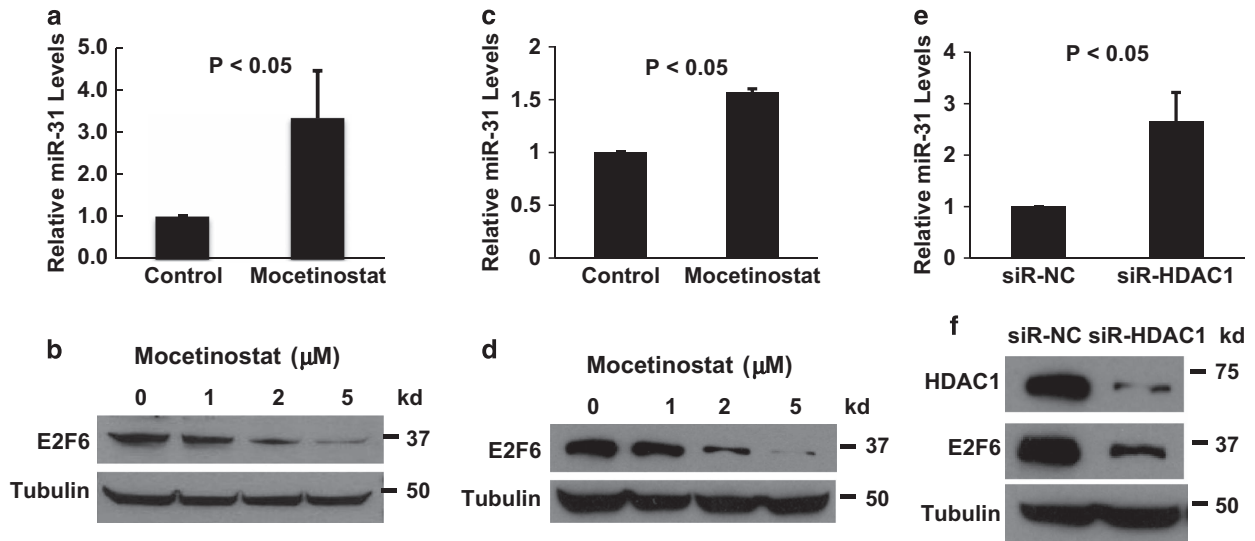 a
Relative miR-31 Levels
5.0
4.0
3.0
2.0
1.0
0.0
P < 0.05
Control Mocetinostat
b
Mocetinostat (μM)
0 1 2 5 kd
E2F6 37
Tubulin 50
c
Relative miR-31 Levels
2
1.5
1
0.5
0
P < 0.05
Control Mocetinostat
d
Mocetinostat (μM)
0 1 2 5 kd
E2F6 37
Tubulin 50
e
Relative miR-31 Levels
4
3
2
1
0
P < 0.05
siR-NC siR-HDAC1
f
siR-NC siR-HDAC1 kd
HDAC1 75
E2F6 37
Tubulin 50